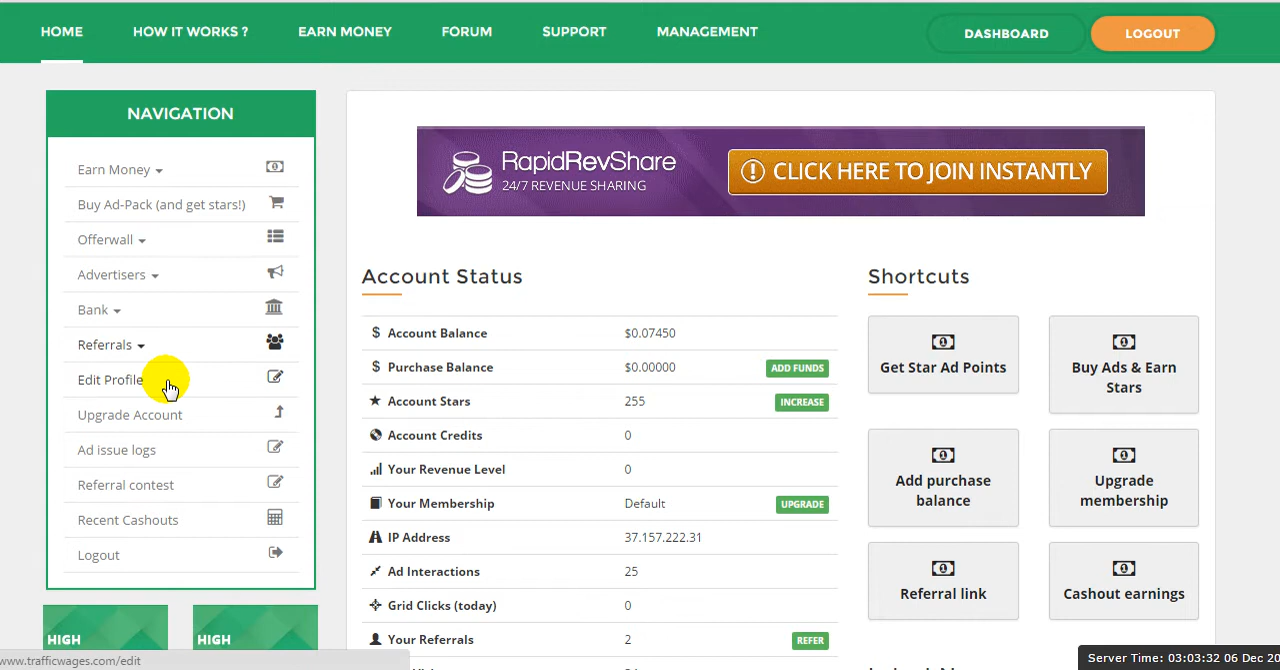 HOME HOW IT WORKS ? EARN MONEY FORUM SUPPORT MANAGEMENT DASHBOARD LOGOUT
NAVIGATION
Earn Money
Buy Ad-Pack (and get stars!)
Offerwall
Advertisers
Bank
Referrals
Edit Profile
Upgrade Account
Ad issue logs
Referral contest
Recent Cashouts
Logout
HIGH HIGH
www.trafficwages.com/edit
RapidRevShare
24/7 REVENUE SHARING
CLICK HERE TO JOIN INSTANTLY
Account Status
Account Balance $0.07450
Purchase Balance $0.00000 ADD FUNDS
Account Stars 255 INCREASE
Account Credits 0
Your Revenue Level 0
Your Membership Default UPGRADE
IP Address 37.157.222.31
Ad Interactions 25
Grid Clicks (today) 0
Your Referrals 2 REFER
Shortcuts
Get Star Ad Points
Buy Ads & Earn
Stars
Add purchase
balance
Upgrade
membership
Referral link
Cashout earnings
Server Time: 03:03:32 06 Dec 20